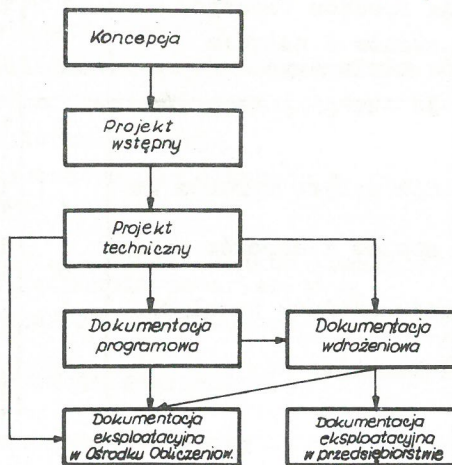 Koncepcja
Projekt
wstępny
Projekt
techniczny
Dokumentacja
programowa
Dokumentacja
wdrożeniowa
Dokumentacja
eksploatacyjna
w Ośrodku Obliczeniow.
Dokumentacja
eksploatacyjna
w przedsiębiorstwie